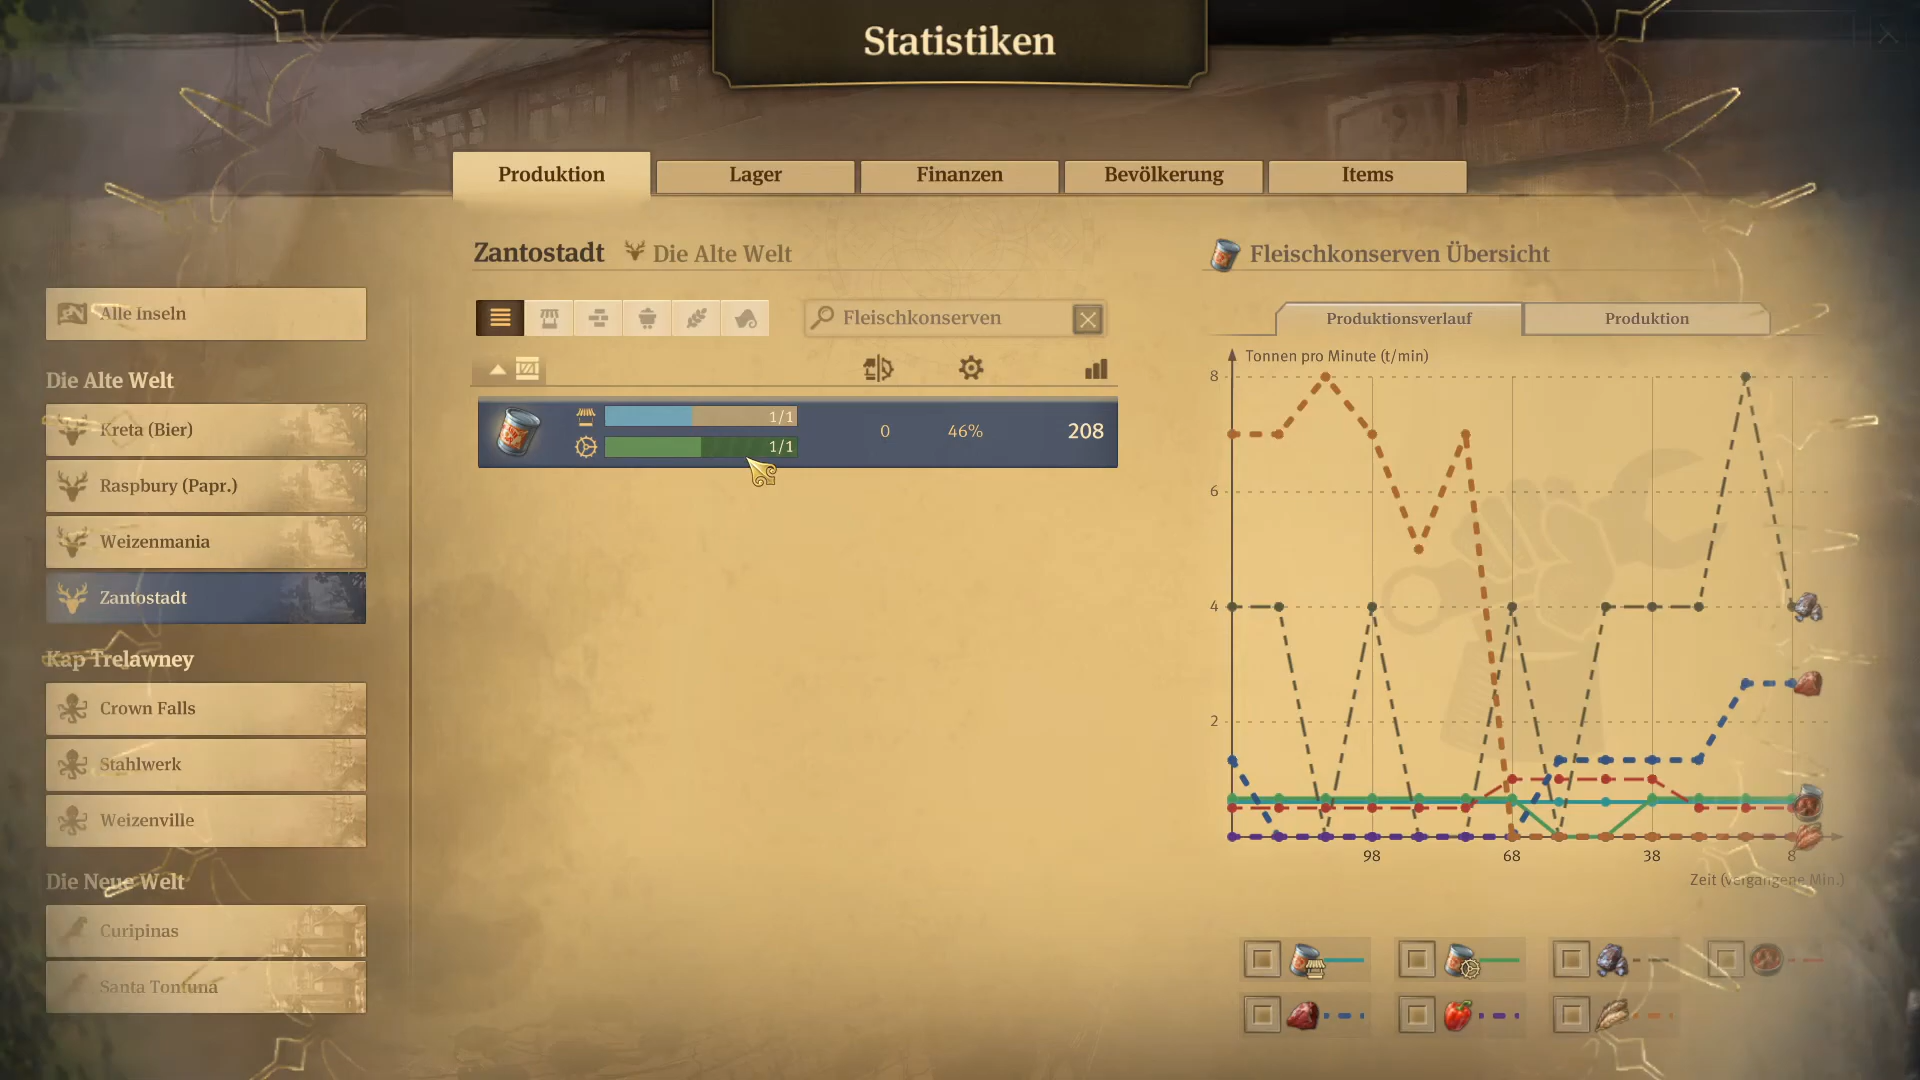 Statistiken
Produktion
Lager
Finanzen
Bevölkerung
Items
Alle Inseln
Die Alte Welt
Kreta (Bier)
Raspbury (Papr.)
Weizenmania
Zantostadt
Kap Trelawney
Crown Falls
Stahlwerk
Weizenville
Die Neue Welt
Curipinas
Santa Tontuna
Zantostadt Die Alte Welt
Fleischkonserven
1/1
1/1
0
46%
208
Fleischkonserven Übersicht
Produktionsverlauf
Produktion
Tonnen pro Minute (t/min)
8
6
4
2
98 68 38 8
Zeit (vergangene Min.)